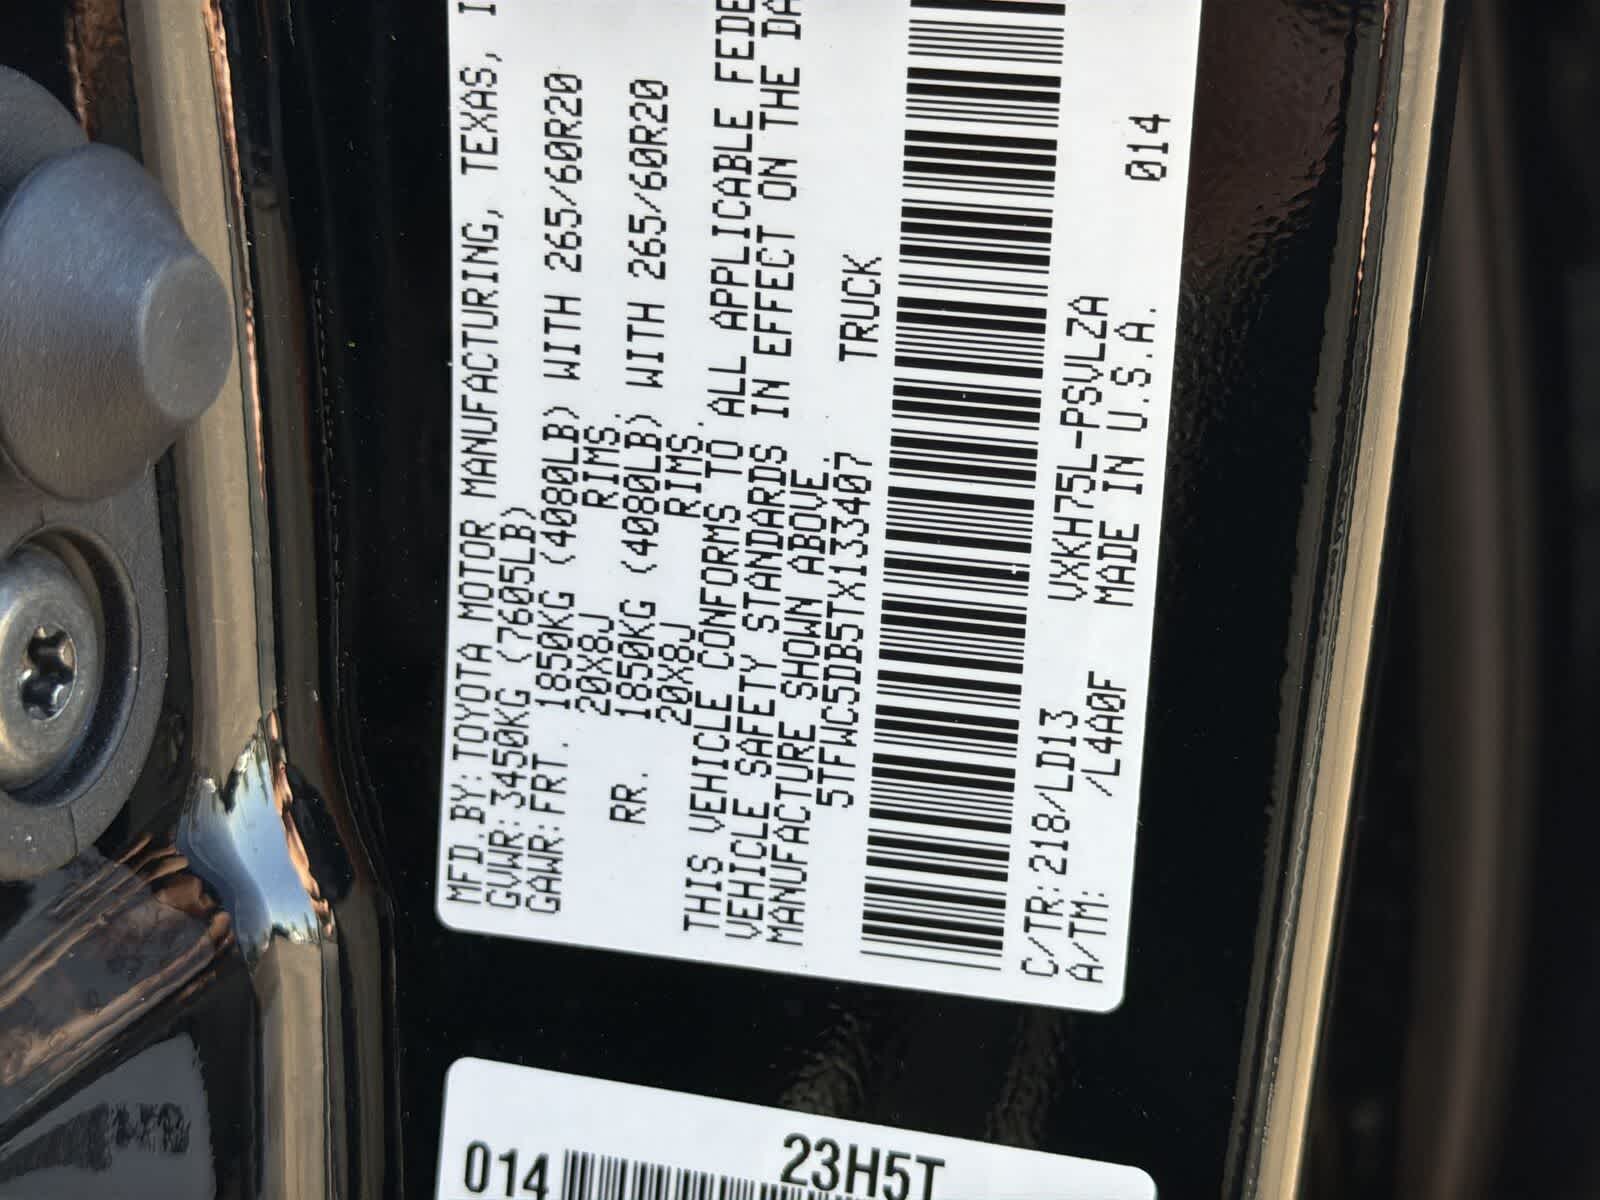 MFD.BY:TOYOTA MOTOR MANUFACTURING, TEXAS,
GVWR:3450KG (7605LB)
GAWR:FRT. 1850KG (4080LB) WITH 265/60R20
20X8J RIMS
RR. 1850KG (4080LB) WITH 265/60R20
20X8J RIMS.
THIS VEHICLE CONFORMS TO ALL APPLICABLE FEDE
VEHICLE SAFETY STANDARDS IN EFFECT ON THE DA
MANUFACTURE SHOWN ABOVE.
5TFWC5DB5TX133407 TRUCK
C/TR:218/LD13 VXKH75L-PSVLZA 014
A/TM: /L4A0F MADE IN U.S.A.
23H5T
014